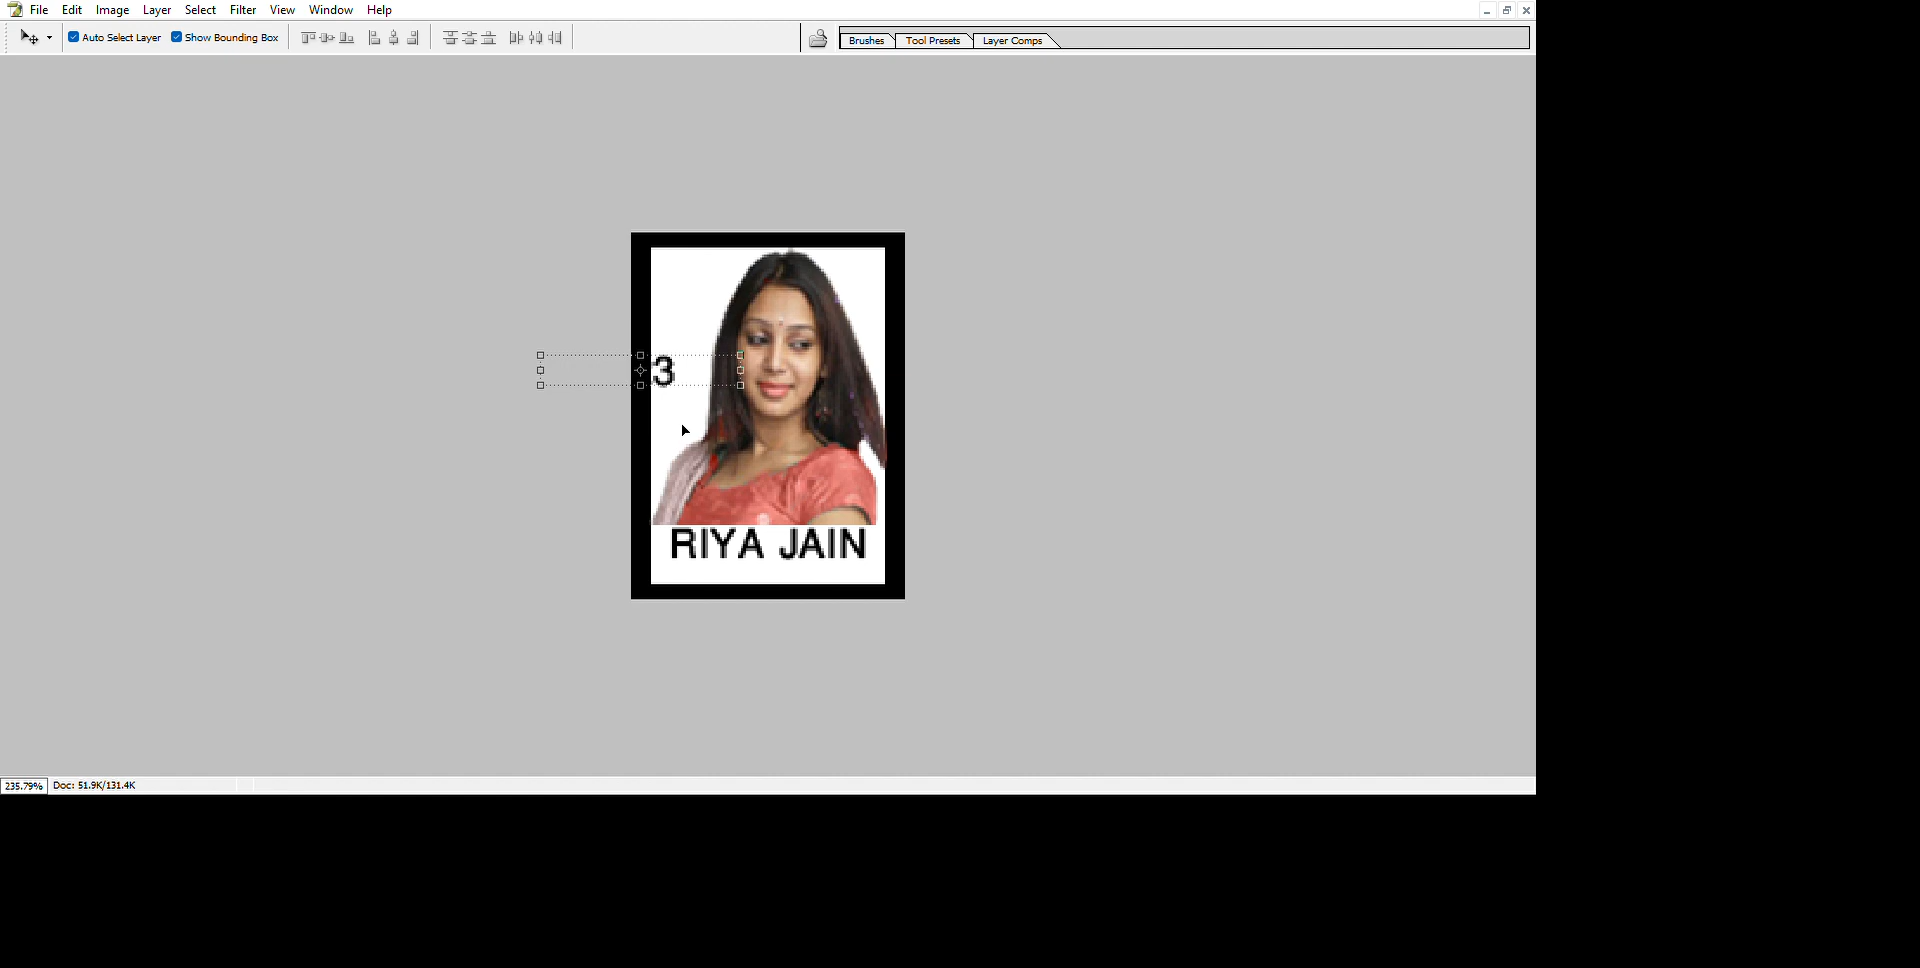 File Edit Image Layer Select Filter View Window Help
Auto Select Layer Show Bounding Box Brushes Tool Presets Layer Comps
3
RIYA JAIN
235.79% Doc: 51.9K/131.4K